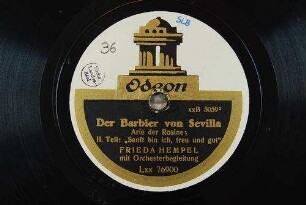 SLB
36
Odeon
xxB 5059²
Der Barbier von Sevilla
Arie der Rosine
II. Teil: „Sanft bin ich, treu und gut"
FRIEDA HEMPEL
mit Orchesterbegleitung
Lxx 76900